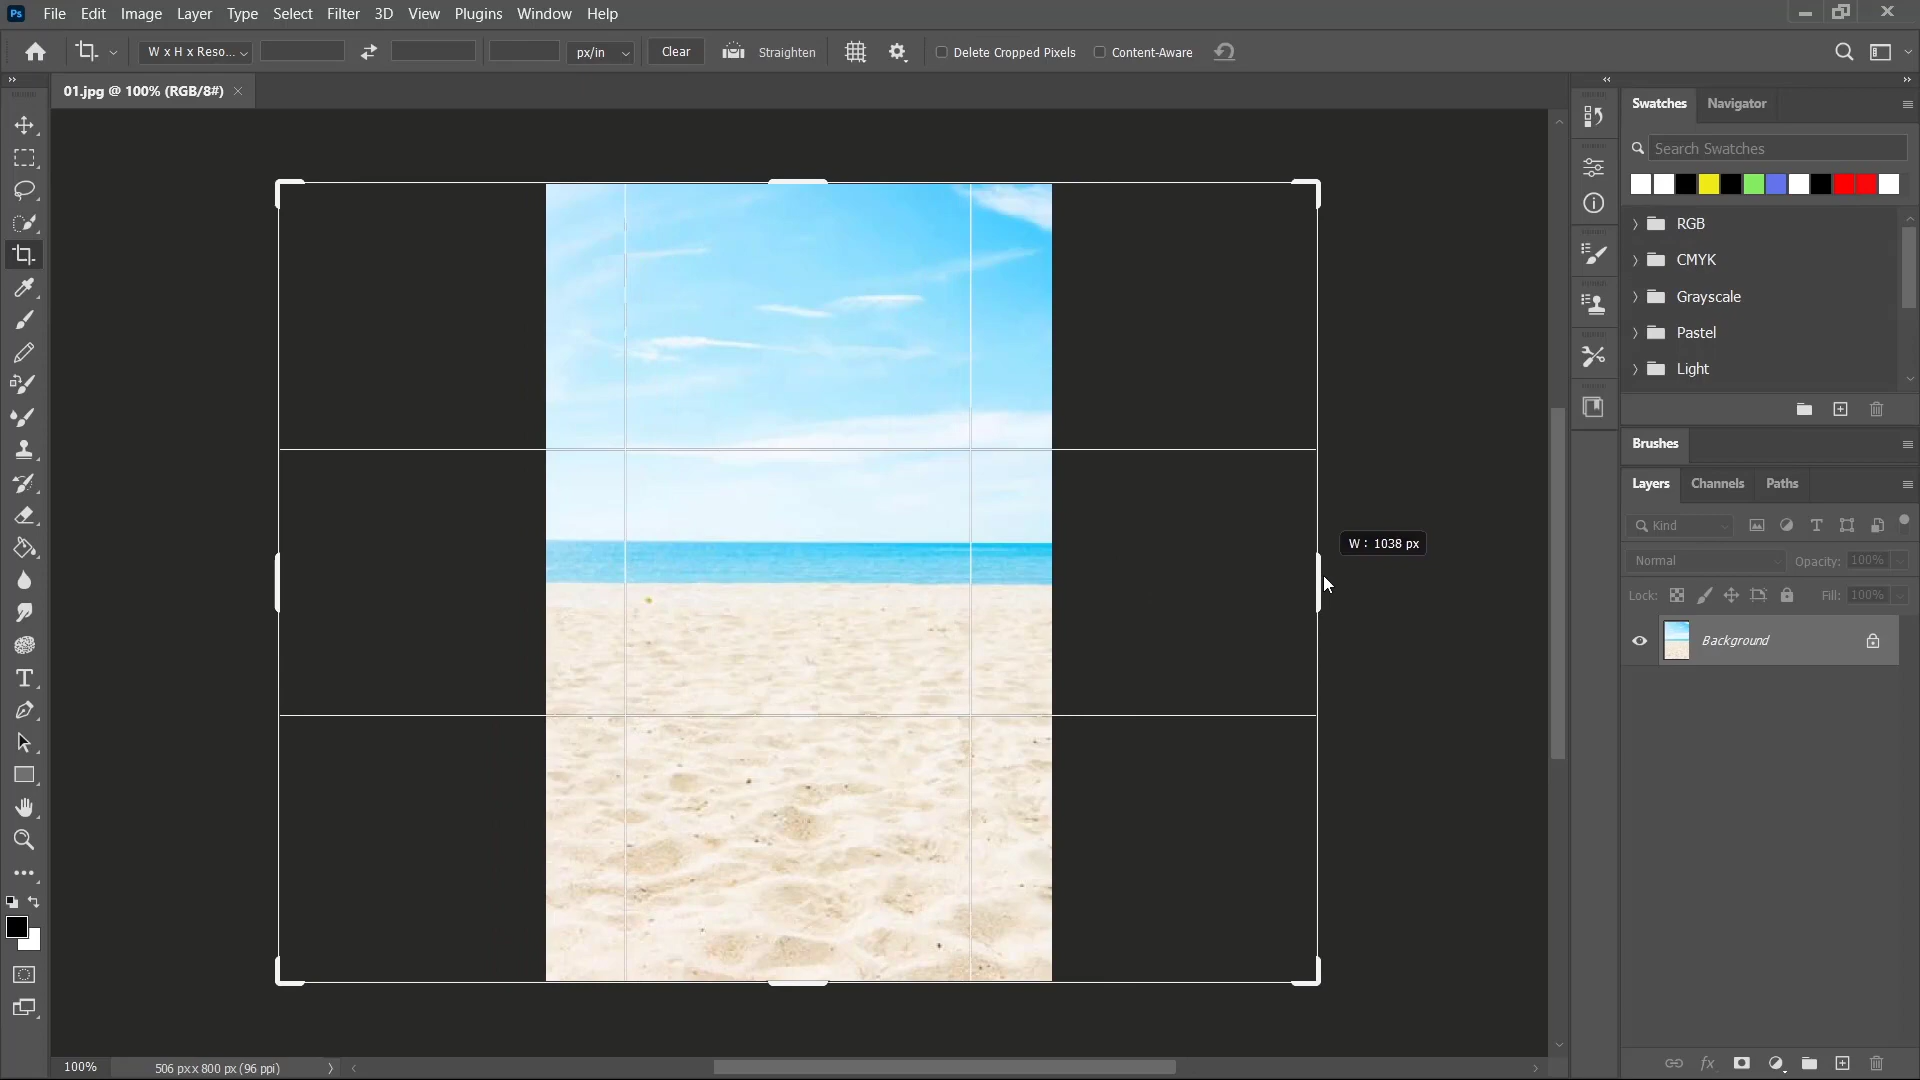 Ps File Edit Image Layer Type Select Filter 3D View Plugins Window Help
W x H x Reso... px/in Clear Straighten Delete Cropped Pixels Content-Aware
01.jpg @ 100% (RGB/8#)
Swatches Navigator
Search Swatches
RGB
CMYK
Grayscale
Pastel
Light
Brushes
Layers Channels Paths
Kind
Normal Opacity: 100%
Lock: Fill: 100%
Background
W : 1038 px
100% 506 px x 800 px (96 ppi)
fx